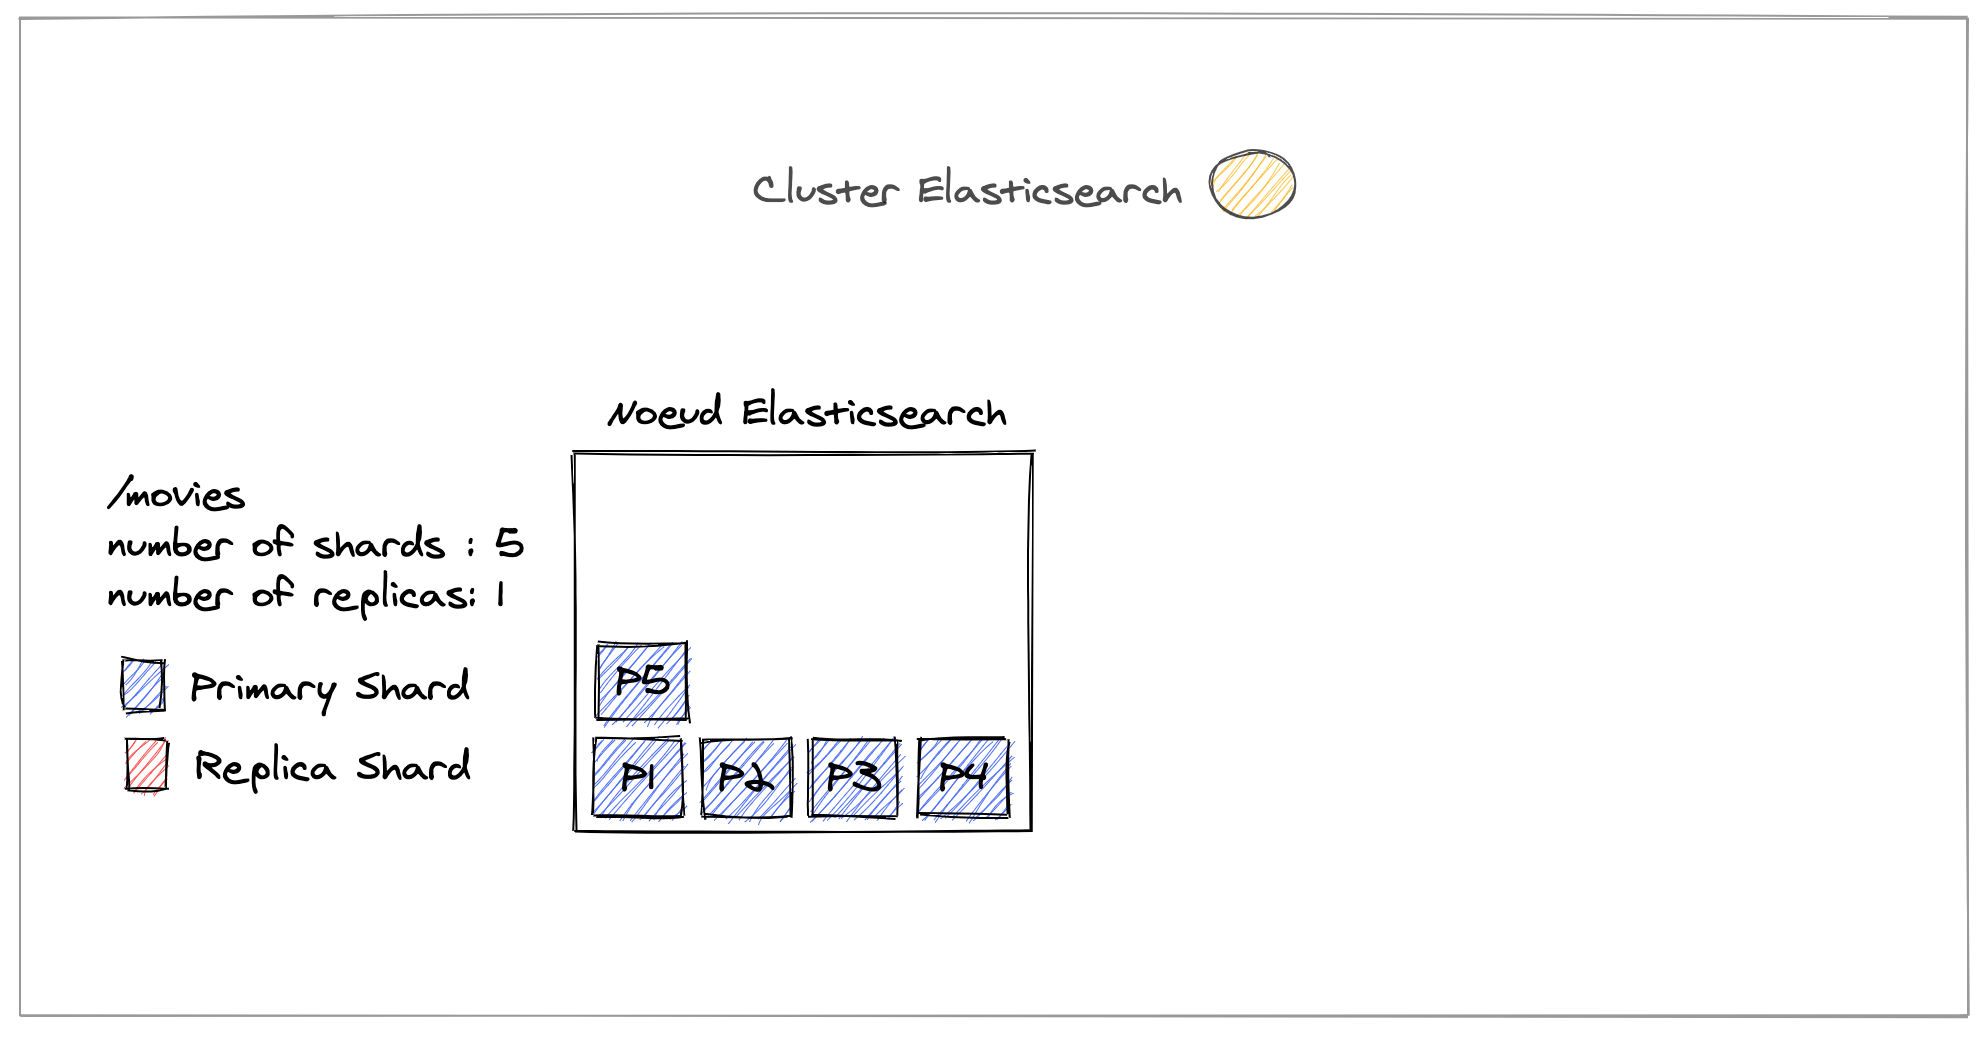 Cluster Elasticsearch
Noeud Elasticsearch
/movies
number of shards : 5
number of replicas: 1
Primary Shard
Replica Shard
P5
P1 P2 P3 P4